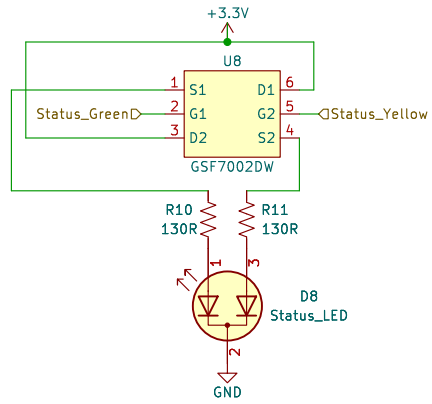 +3.3V
U8
1 S1 D1 6
Status_Green 2 G1 G2 5 Status_Yellow
3 D2 S2 4
GSF7002DW
R10 R11
130R 130R
1 3
D8
Status_LED
2
GND